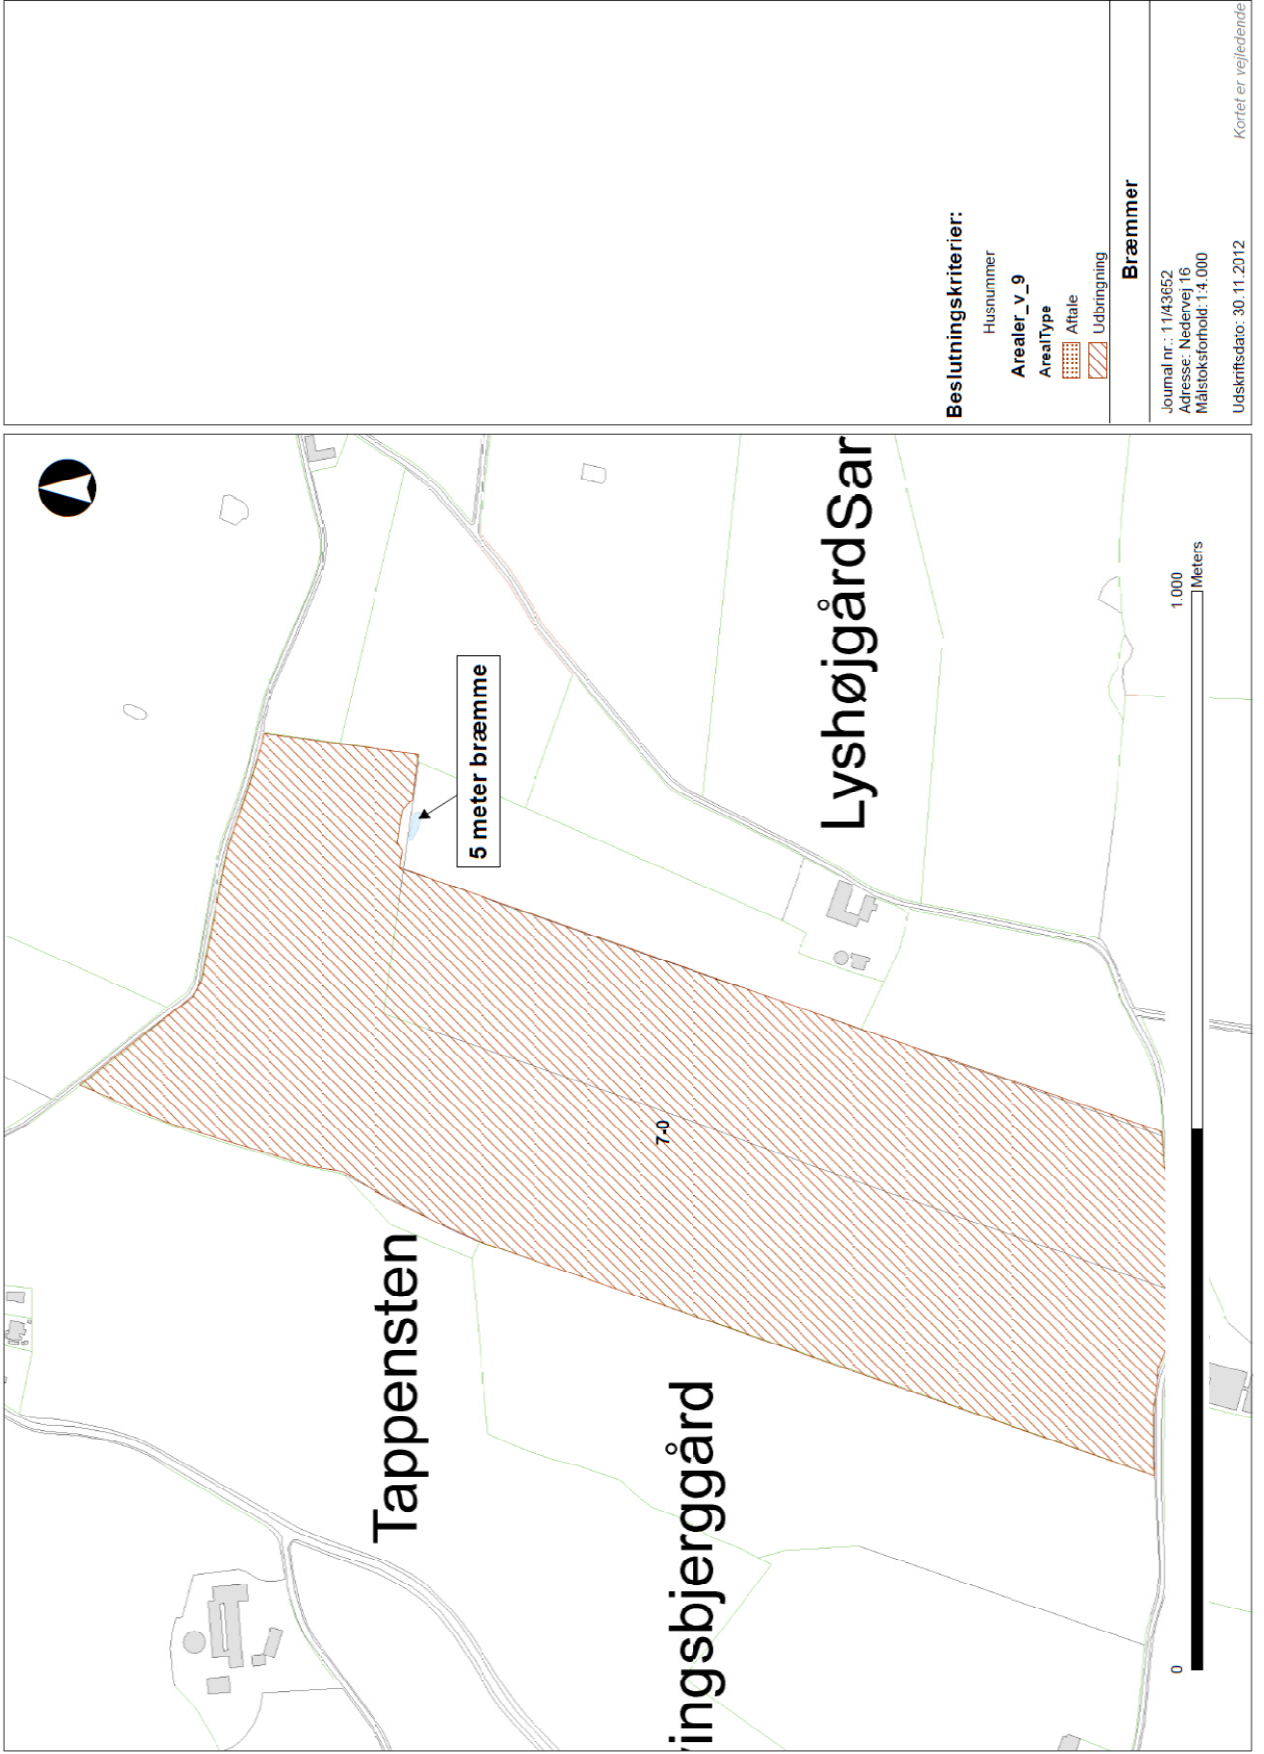 5 meter bræmme
Tappensten
7-0
LyshøjgårdSar
ingsbjerggård
0
1.000
Meters
Beslutningskriterier:
Husnummer
Arealer_v_9
ArealType
Aftale
Udbringning
Bræmmer
Journal nr.: 11/43652
Adresse: Nedervej 16
Målstoksforhold: 1:4.000
Udskriftsdato: 30.11.2012
Kortet er vejledende